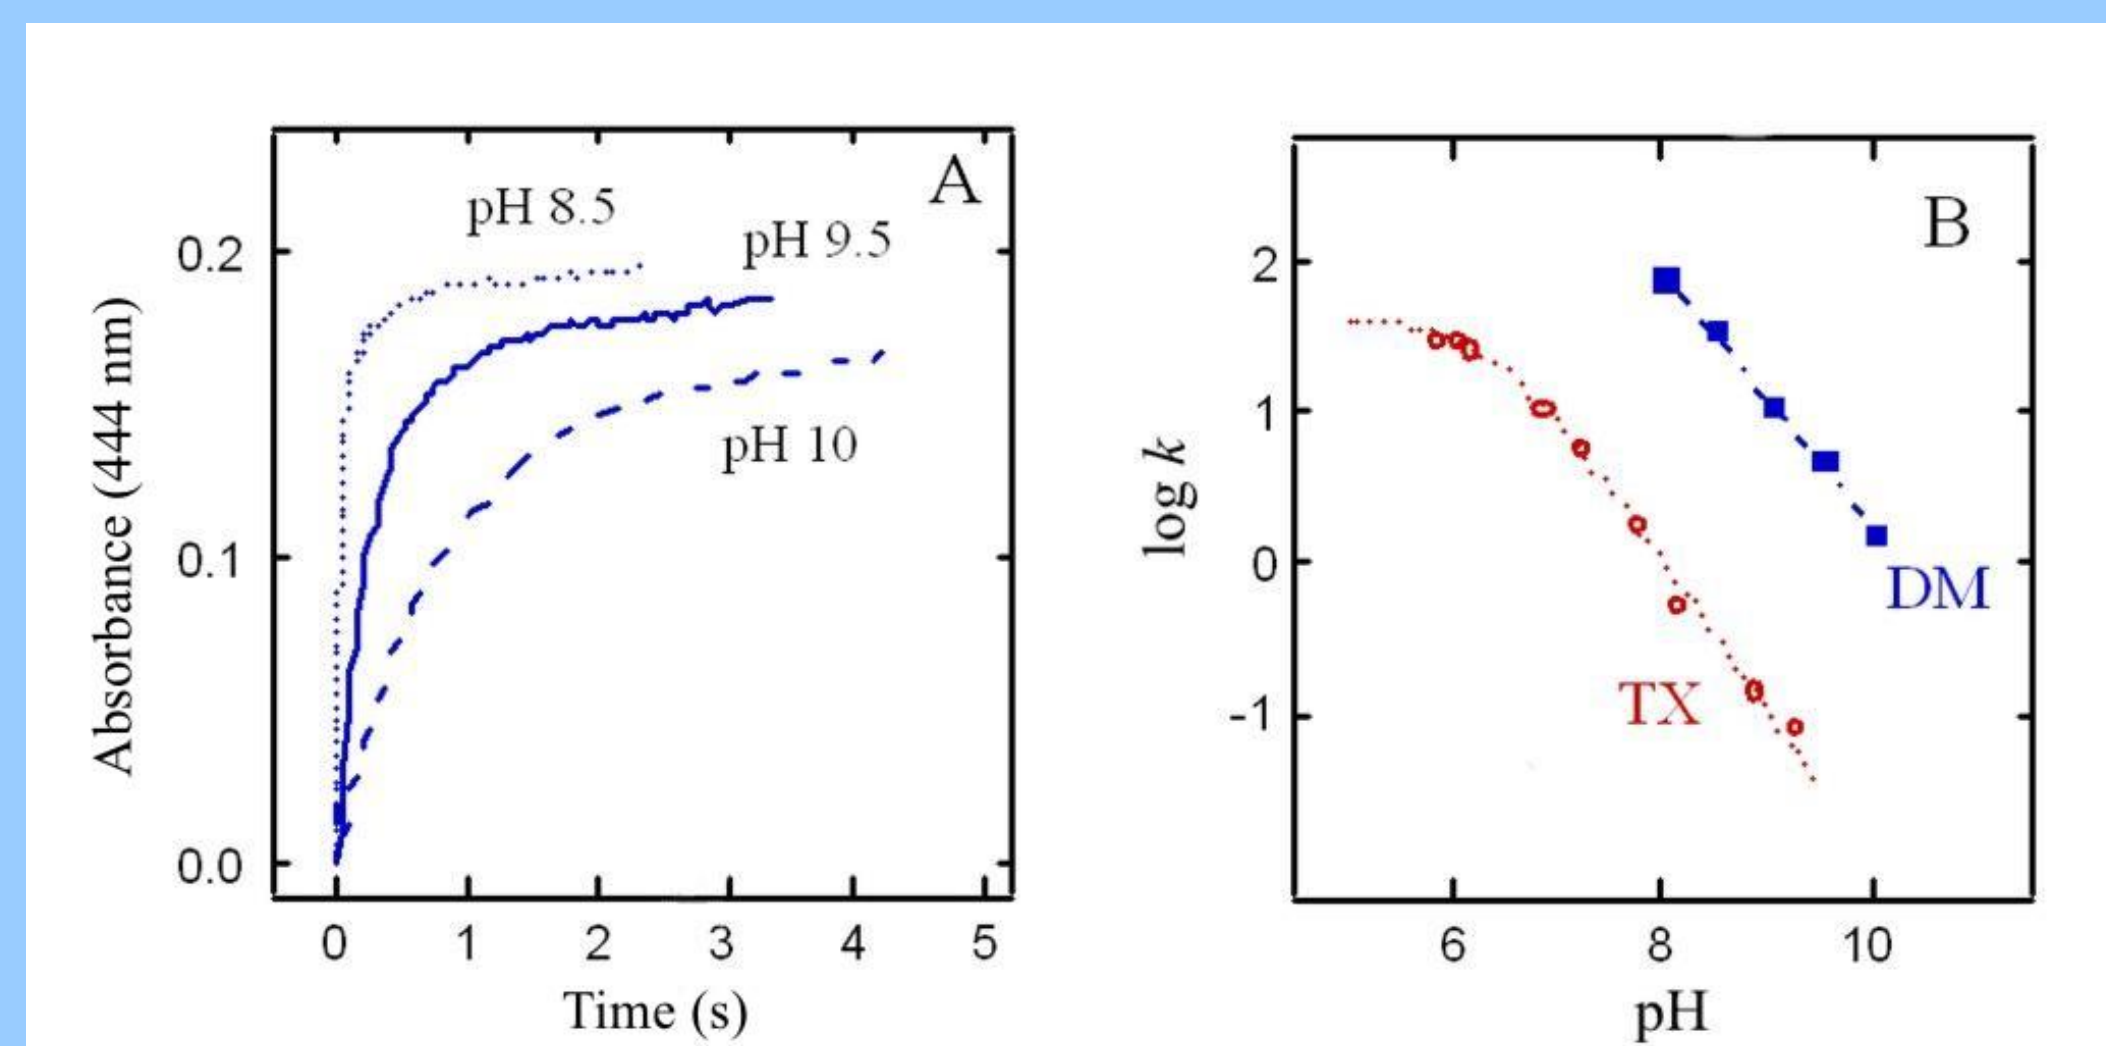 A
pH 8.5
pH 9.5
pH 10
0.2
0.1
0.0
Absorbance (444 nm)
0 1 2 3 4 5
Time (s)
B
2
1
0
-1
log k
DM
TX
6 8 10
pH